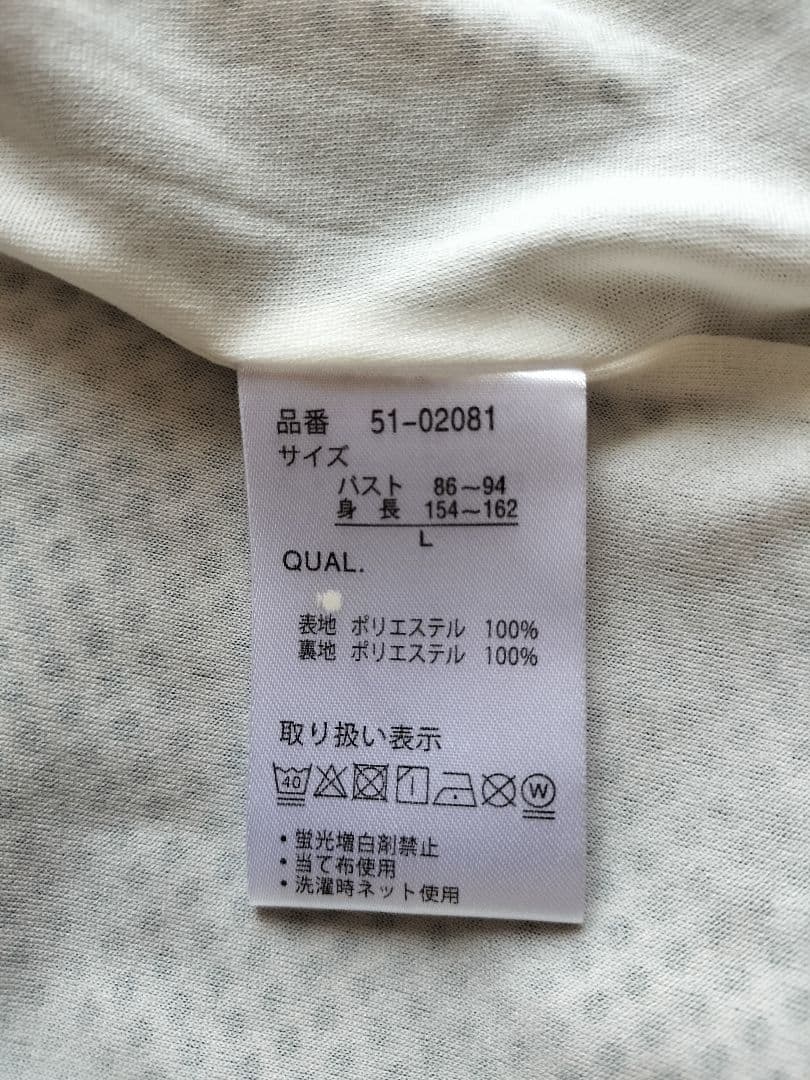 品番 51-02081
サイズ
バスト 86～94
身長 154～162
L
QUAL.
表地 ポリエステル 100%
裏地 ポリエステル 100%
取り扱い表示
40 W
・蛍光増白剤禁止
・当て布使用
・洗濯時ネット使用